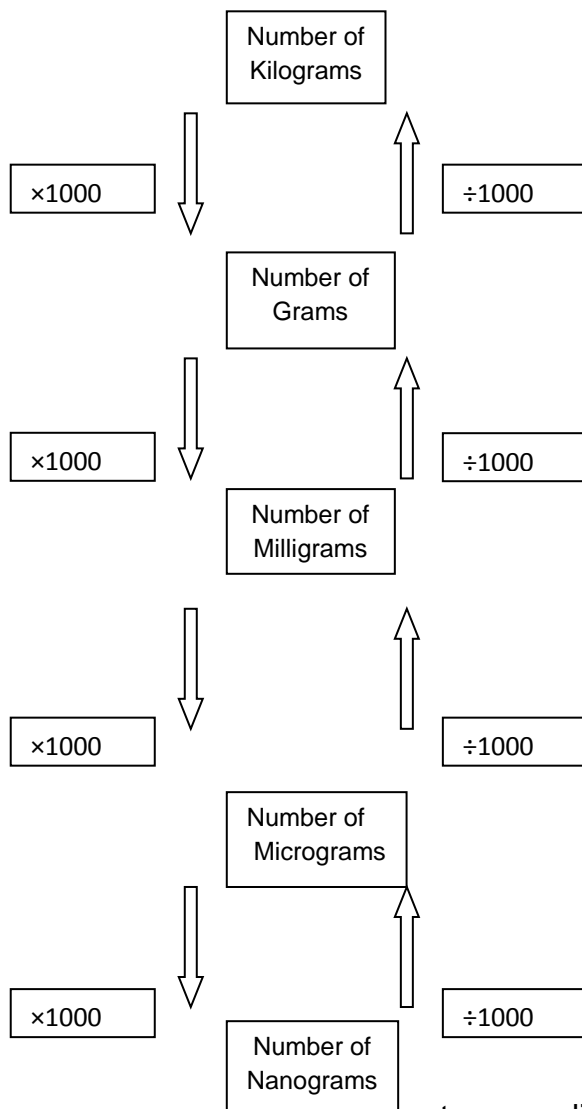 Number of
Kilograms
×1000
÷1000
Number of
Grams
×1000
÷1000
Number of
Milligrams
×1000
÷1000
Number of
Micrograms
×1000
÷1000
Number of
Nanograms